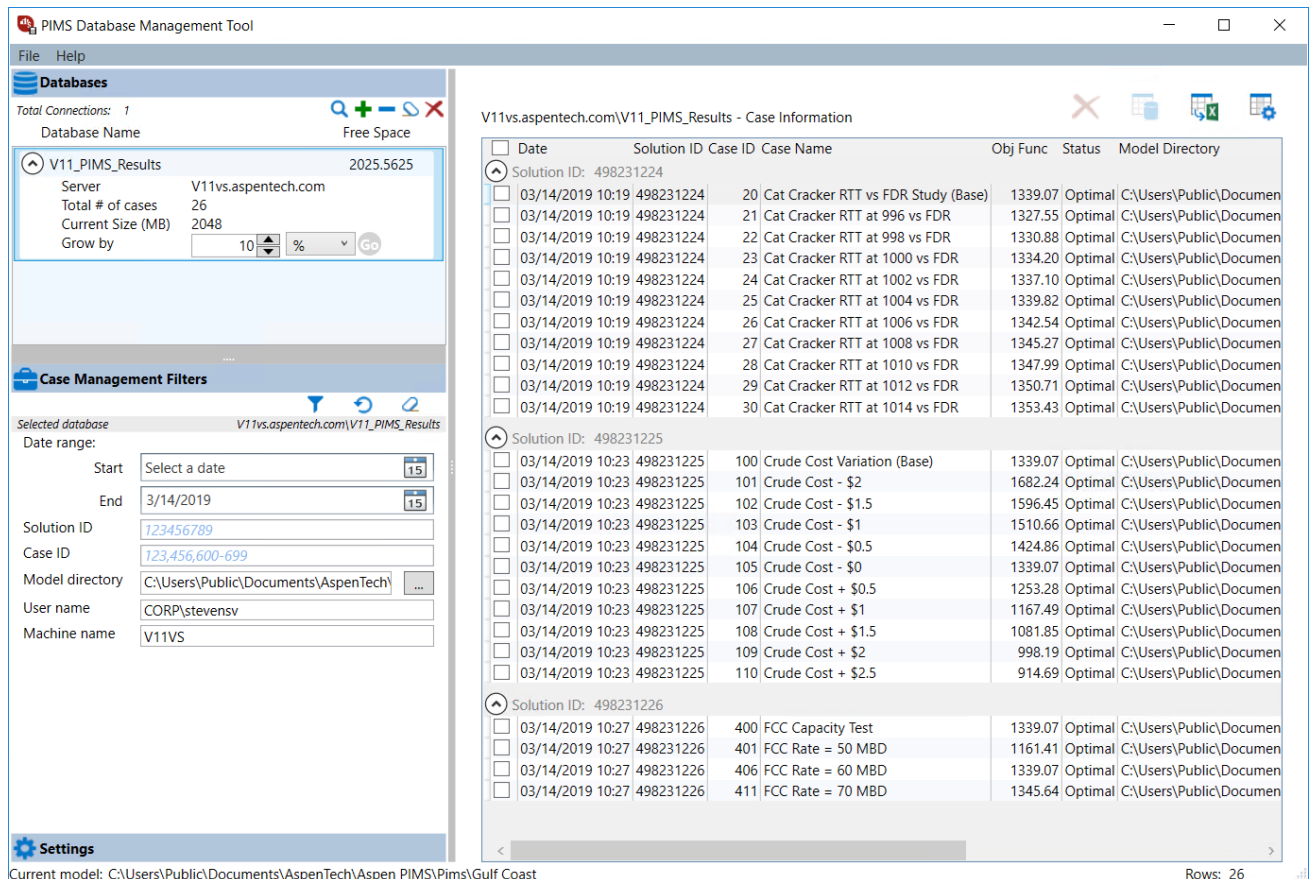 PIMS Database Management Tool
File Help
Databases
Total Connections: 1
Database Name Free Space
V11_PIMS_Results 2025.5625
Server V11vs.aspentech.com
Total # of cases 26
Current Size (MB) 2048
Grow by 10 % Go
Case Management Filters
Selected database V11vs.aspentech.com\V11_PIMS_Results
Date range:
Start Select a date 15
End 3/14/2019 15
Solution ID 123456789
Case ID 123,456,600-699
Model directory C:\Users\Public\Documents\AspenTech\ ...
User name CORP\stevensv
Machine name V11VS
Settings
V11vs.aspentech.com\V11_PIMS_Results - Case Information
Date Solution ID Case ID Case Name Obj Func Status Model Directory
Solution ID: 498231224
03/14/2019 10:19 498231224 20 Cat Cracker RTT vs FDR Study (Base) 1339.07 Optimal C:\Users\Public\Documen
03/14/2019 10:19 498231224 21 Cat Cracker RTT at 996 vs FDR 1327.55 Optimal C:\Users\Public\Documen
03/14/2019 10:19 498231224 22 Cat Cracker RTT at 998 vs FDR 1330.88 Optimal C:\Users\Public\Documen
03/14/2019 10:19 498231224 23 Cat Cracker RTT at 1000 vs FDR 1334.20 Optimal C:\Users\Public\Documen
03/14/2019 10:19 498231224 24 Cat Cracker RTT at 1002 vs FDR 1337.10 Optimal C:\Users\Public\Documen
03/14/2019 10:19 498231224 25 Cat Cracker RTT at 1004 vs FDR 1339.82 Optimal C:\Users\Public\Documen
03/14/2019 10:19 498231224 26 Cat Cracker RTT at 1006 vs FDR 1342.54 Optimal C:\Users\Public\Documen
03/14/2019 10:19 498231224 27 Cat Cracker RTT at 1008 vs FDR 1345.27 Optimal C:\Users\Public\Documen
03/14/2019 10:19 498231224 28 Cat Cracker RTT at 1010 vs FDR 1347.99 Optimal C:\Users\Public\Documen
03/14/2019 10:19 498231224 29 Cat Cracker RTT at 1012 vs FDR 1350.71 Optimal C:\Users\Public\Documen
03/14/2019 10:19 498231224 30 Cat Cracker RTT at 1014 vs FDR 1353.43 Optimal C:\Users\Public\Documen
Solution ID: 498231225
03/14/2019 10:23 498231225 100 Crude Cost Variation (Base) 1339.07 Optimal C:\Users\Public\Documen
03/14/2019 10:23 498231225 101 Crude Cost - $2 1682.24 Optimal C:\Users\Public\Documen
03/14/2019 10:23 498231225 102 Crude Cost - $1.5 1596.45 Optimal C:\Users\Public\Documen
03/14/2019 10:23 498231225 103 Crude Cost - $1 1510.66 Optimal C:\Users\Public\Documen
03/14/2019 10:23 498231225 104 Crude Cost - $0.5 1424.86 Optimal C:\Users\Public\Documen
03/14/2019 10:23 498231225 105 Crude Cost - $0 1339.07 Optimal C:\Users\Public\Documen
03/14/2019 10:23 498231225 106 Crude Cost + $0.5 1253.28 Optimal C:\Users\Public\Documen
03/14/2019 10:23 498231225 107 Crude Cost + $1 1167.49 Optimal C:\Users\Public\Documen
03/14/2019 10:23 498231225 108 Crude Cost + $1.5 1081.85 Optimal C:\Users\Public\Documen
03/14/2019 10:23 498231225 109 Crude Cost + $2 998.19 Optimal C:\Users\Public\Documen
03/14/2019 10:23 498231225 110 Crude Cost + $2.5 914.69 Optimal C:\Users\Public\Documen
Solution ID: 498231226
03/14/2019 10:27 498231226 400 FCC Capacity Test 1339.07 Optimal C:\Users\Public\Documen
03/14/2019 10:27 498231226 401 FCC Rate = 50 MBD 1161.41 Optimal C:\Users\Public\Documen
03/14/2019 10:27 498231226 406 FCC Rate = 60 MBD 1339.07 Optimal C:\Users\Public\Documen
03/14/2019 10:27 498231226 411 FCC Rate = 70 MBD 1345.64 Optimal C:\Users\Public\Documen
Current model: C:\Users\Public\Documents\AspenTech\Aspen PIMS\Pims\Gulf Coast Rows: 26